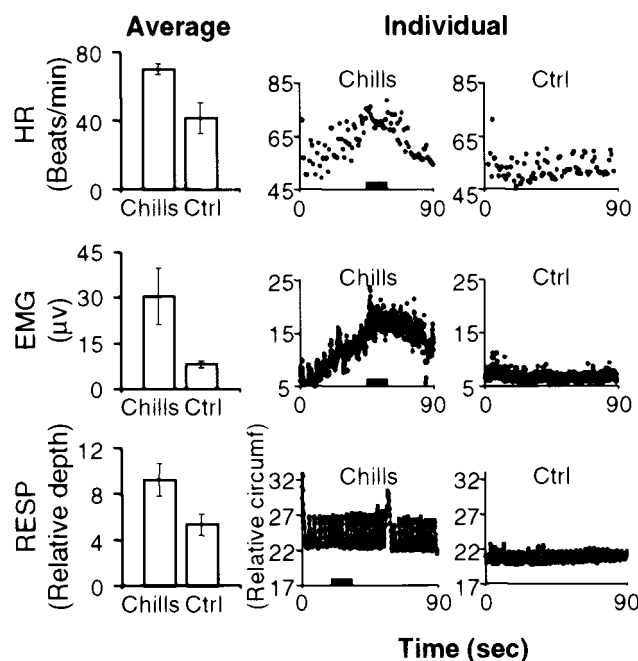 Average Individual
HR
(Beats/min)
80
40
0
Chills Ctrl
Chills
85
65
45
0 90
Ctrl
85
65
45
0 90
EMG
(µv)
45
30
15
0
Chills Ctrl
Chills
25
15
5
0 90
Ctrl
25
15
5
0 90
RESP
(Relative depth)
12
8
4
0
Chills Ctrl
(Relative circumf)
Chills
32
27
22
17
0 90
Ctrl
33
27
21
17
0 90
Time (sec)